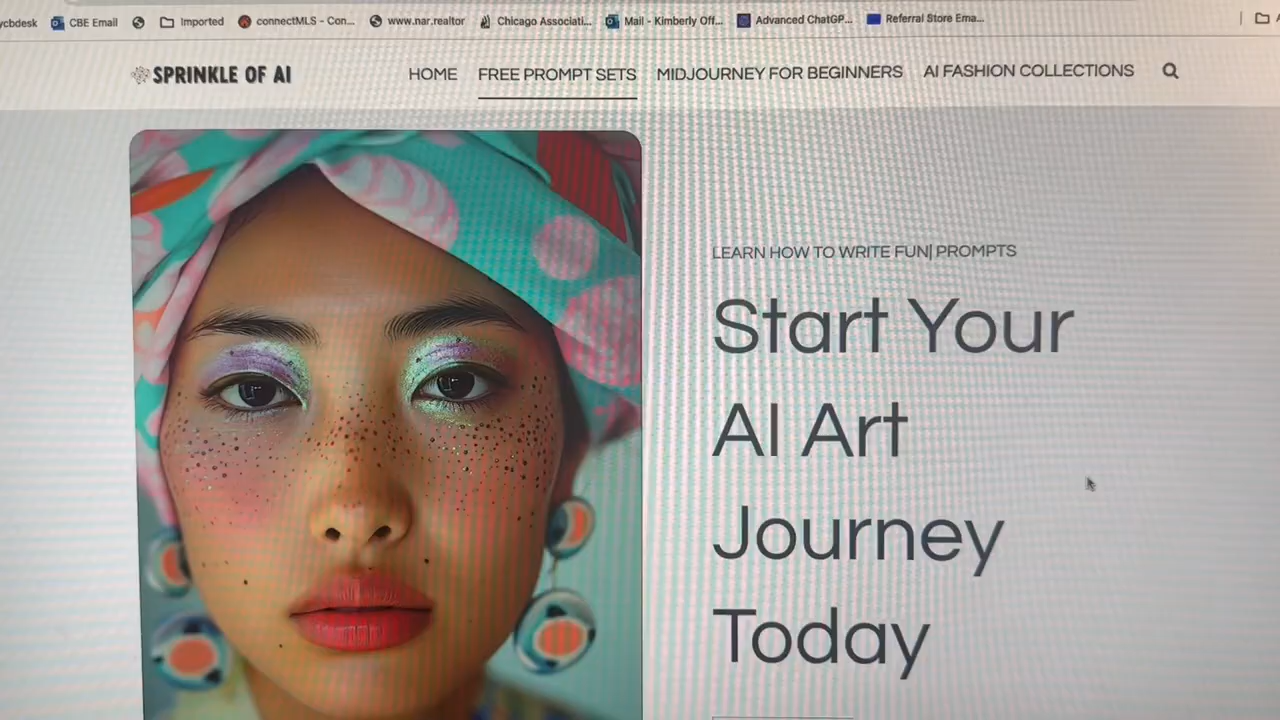 ycbdesk CBE Email Imported connectMLS - Con... www.nar.realtor Chicago Associati... Mail - Kimberly Off... Advanced ChatGP... Referral Store Ema...
SPRINKLE OF AI HOME FREE PROMPT SETS MIDJOURNEY FOR BEGINNERS AI FASHION COLLECTIONS
LEARN HOW TO WRITE FUN| PROMPTS
Start Your
AI Art
Journey
Today